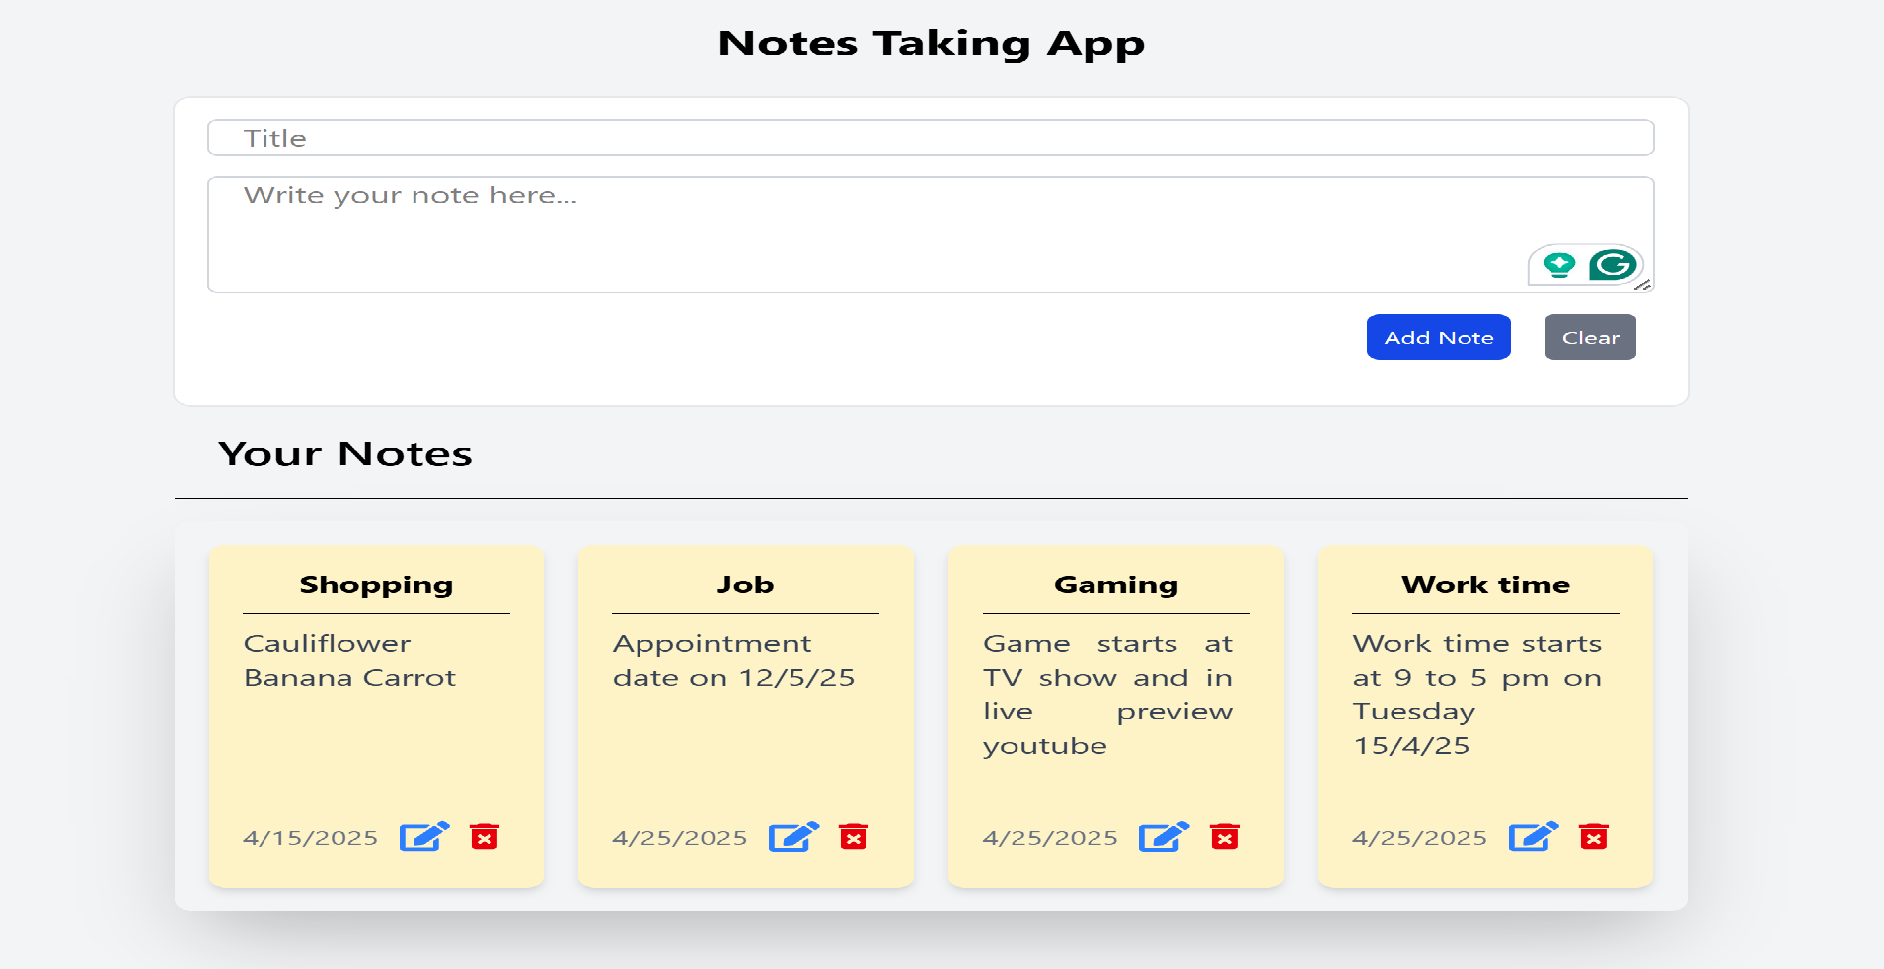 Notes Taking App
Title
Write your note here...
Add Note
Clear
Your Notes
Shopping
Cauliflower
Banana Carrot
4/15/2025
Job
Appointment
date on 12/5/25
4/25/2025
Gaming
Game starts at
TV show and in
live preview
youtube
4/25/2025
Work time
Work time starts
at 9 to 5 pm on
Tuesday
15/4/25
4/25/2025